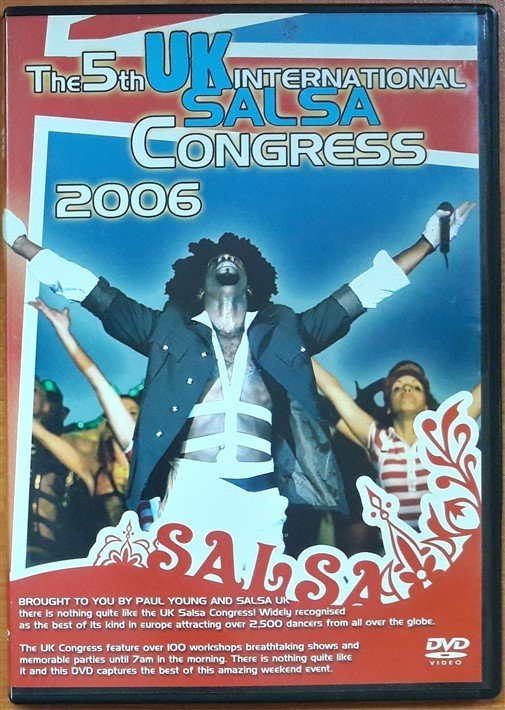 The 5th UK INTERNATIONAL
SALSA
CONGRESS
2006
SALSA
BROUGHT TO YOU BY PAUL YOUNG AND SALSA UK
there is nothing quite like the UK Salsa Congress! Widely recognised
as the best of its kind in europe attracting over 2,500 dancers from all over the globe.
The UK Congress feature over 100 workshops breathtaking shows and
memorable parties until 7am in the morning. There is nothing quite like
it and this DVD captures the best of this amazing weekend event.
DVD
VIDEO